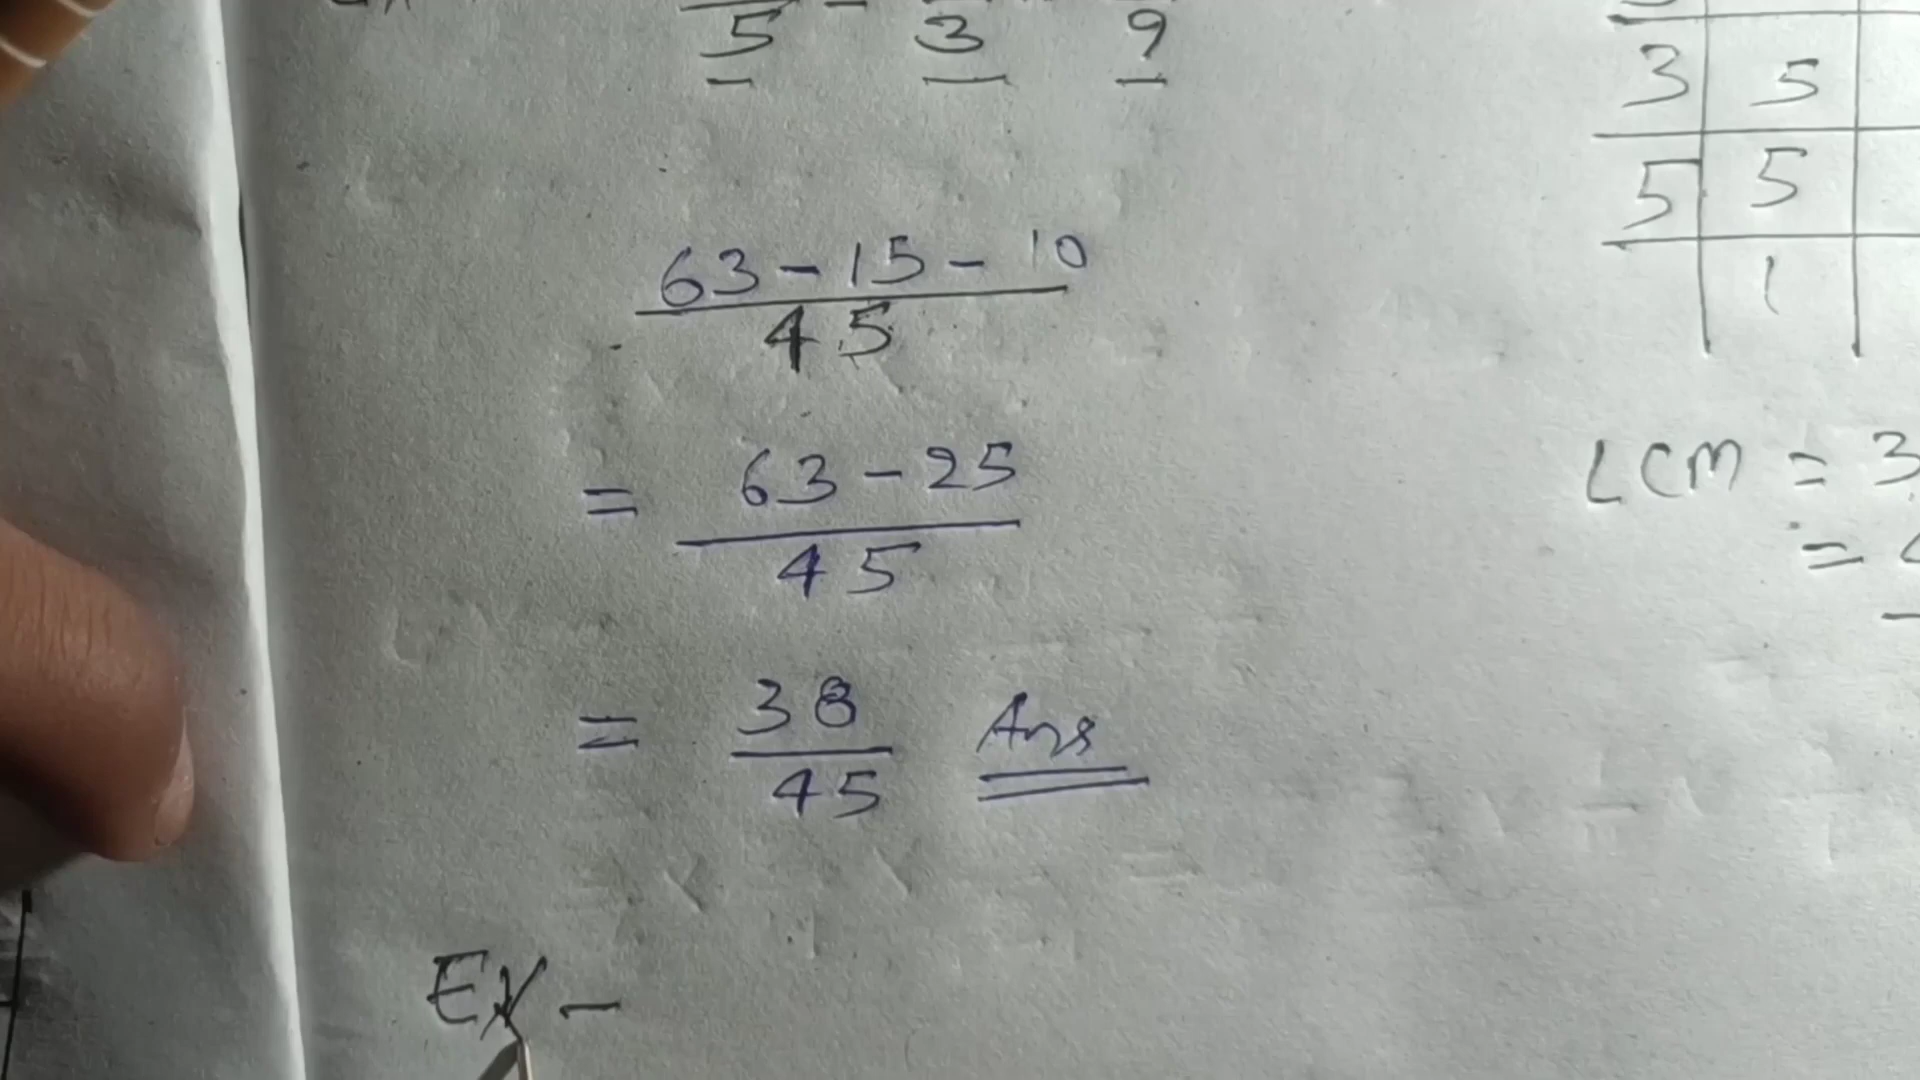 5 - 3 9
63 - 15 - 10
45
= 63 - 25
45
= 38 Ans
45
Ex -
3 5
5 5
1
LCM = 3
=